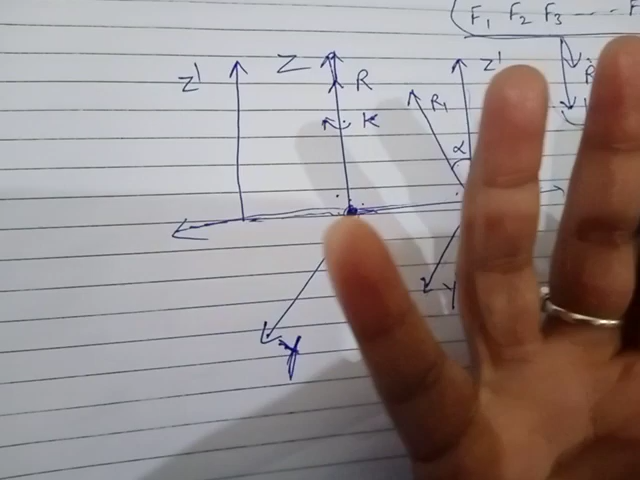 F₁ F₂ F₃ ---- F
Z' Z R Z'
R₁
K
α
Y Y